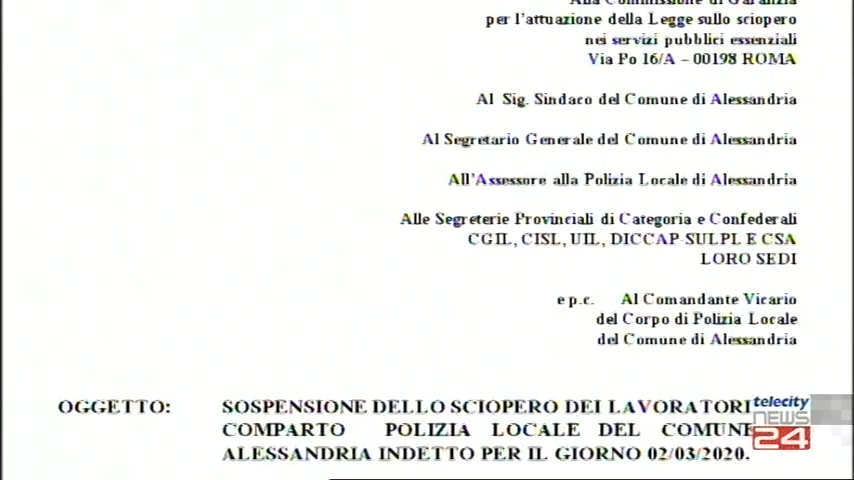 Alla Commissione di Garanzia
per l'attuazione della Legge sullo sciopero
nei servizi pubblici essenziali
Via Po 16/A – 00198 ROMA
Al Sig. Sindaco del Comune di Alessandria
Al Segretario Generale del Comune di Alessandria
All'Assessore alla Polizia Locale di Alessandria
Alle Segreterie Provinciali di Categoria e Confederali
CGIL, CISL, UIL, DICCAP-SULPL E CSA
LORO SEDI
e p.c. Al Comandante Vicario
del Corpo di Polizia Locale
del Comune di Alessandria
OGGETTO: SOSPENSIONE DELLO SCIOPERO DEI LAVORATORI
COMPARTO POLIZIA LOCALE DEL COMUNE
ALESSANDRIA INDETTO PER IL GIORNO 02/03/2020.
telecity
NEWS
24